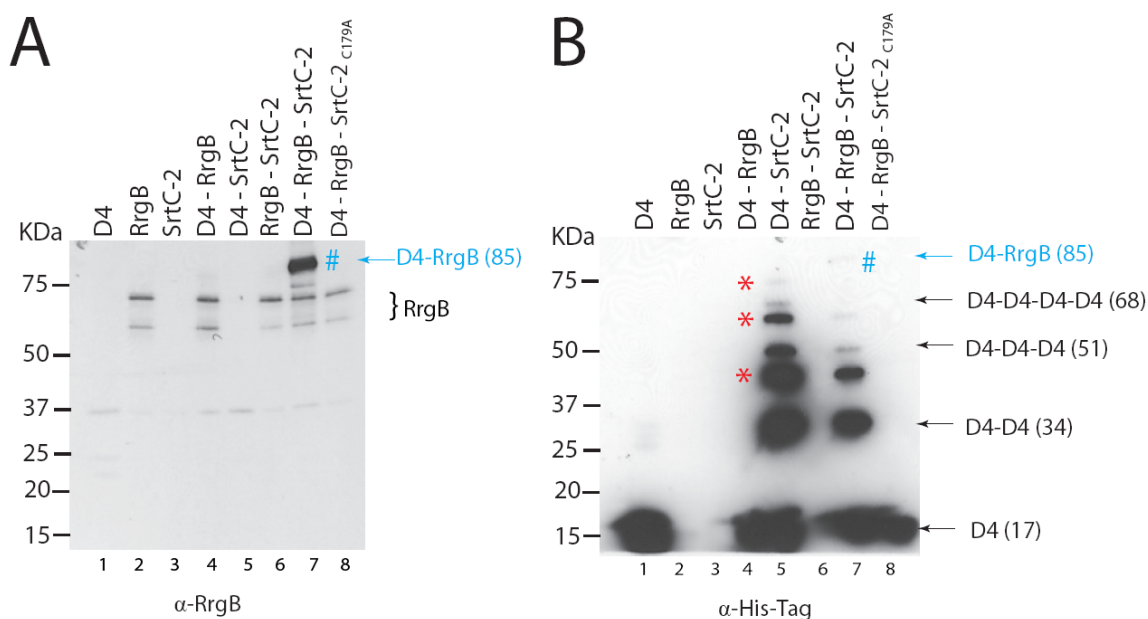 A
D4
RrgB
SrtC-2
D4 - RrgB
D4 - SrtC-2
RrgB - SrtC-2
D4 - RrgB - SrtC-2
D4 - RrgB - SrtC-2 C179A
KDa
75
50
37
25
20
15
#
D4-RrgB (85)
} RrgB
1 2 3 4 5 6 7 8
α-RrgB
B
D4
RrgB
SrtC-2
D4 - RrgB
D4 - SrtC-2
RrgB - SrtC-2
D4 - RrgB - SrtC-2
D4 - RrgB - SrtC-2 C179A
KDa
75
50
37
25
20
15
*
*
*
#
D4-RrgB (85)
D4-D4-D4-D4 (68)
D4-D4-D4 (51)
D4-D4 (34)
D4 (17)
1 2 3 4 5 6 7 8
α-His-Tag